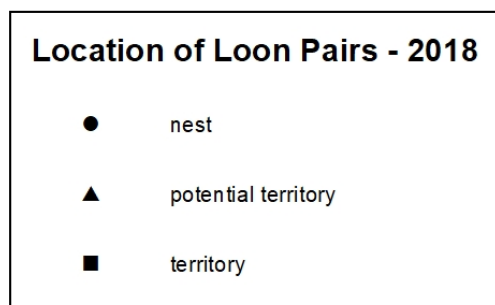 Location of Loon Pairs - 2018
nest
potential territory
territory